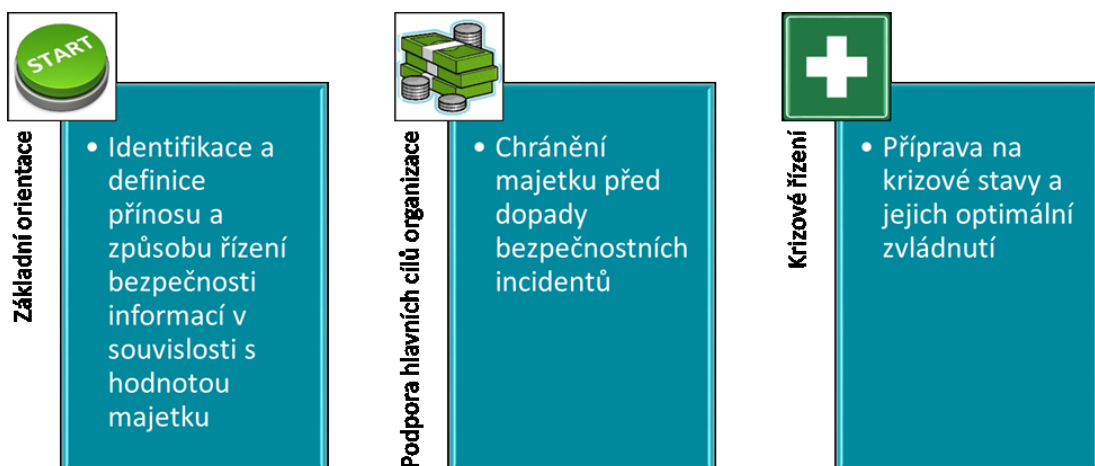 START
Základní orientace
• Identifikace a
definice
přínosu a
způsobu řízení
bezpečnosti
informací v
souvislosti s
hodnotou
majetku
Podpora hlavních cílů organizace
• Chránění
majetku před
dopady
bezpečnostních
incidentů
Krizové řízení
• Příprava na
krizové stavy a
jejich optimální
zvládnutí